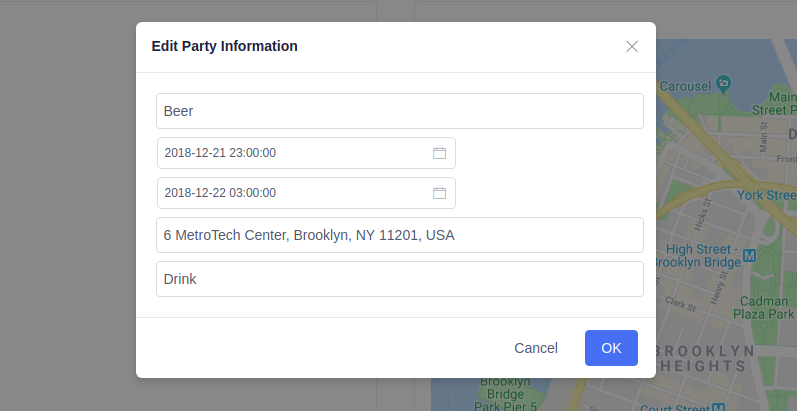 Edit Party Information
Beer
2018-12-21 23:00:00
2018-12-22 03:00:00
6 MetroTech Center, Brooklyn, NY 11201, USA
Drink
Cancel
OK
Carousel
Main
Street P
Main St
D
Front
York Stree
Hicks St
High Street -
Brooklyn Bridge
M
Henry St
Clark St
Cadman
Plaza Park
BROOKLYN
HEIGHTS
Brooklyn
Bridge
Park Pier 5
Court Street
M